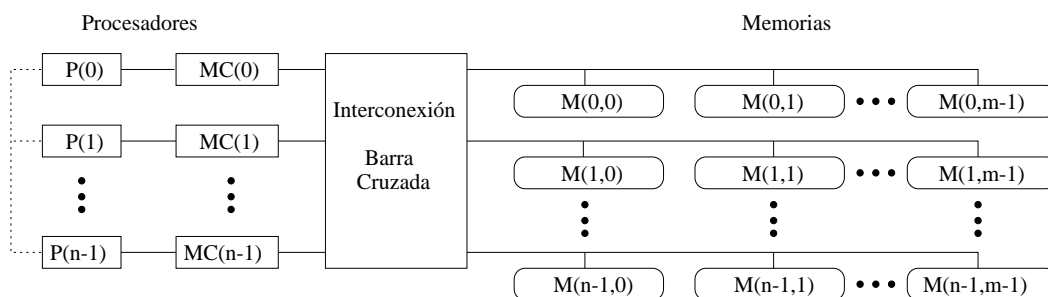 Procesadores
Memorias
P(0)
MC(0)
Interconexión
Barra
Cruzada
M(0,0)
M(0,1)
M(0,m-1)
P(1)
MC(1)
M(1,0)
M(1,1)
M(1,m-1)
P(n-1)
MC(n-1)
M(n-1,0)
M(n-1,1)
M(n-1,m-1)